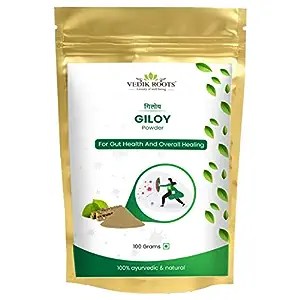 VEDIK ROOTS
गिलोय
GILOY
Powder
For Gut Health And Overall Healing
100 Grams
100% ayurvedic & natural